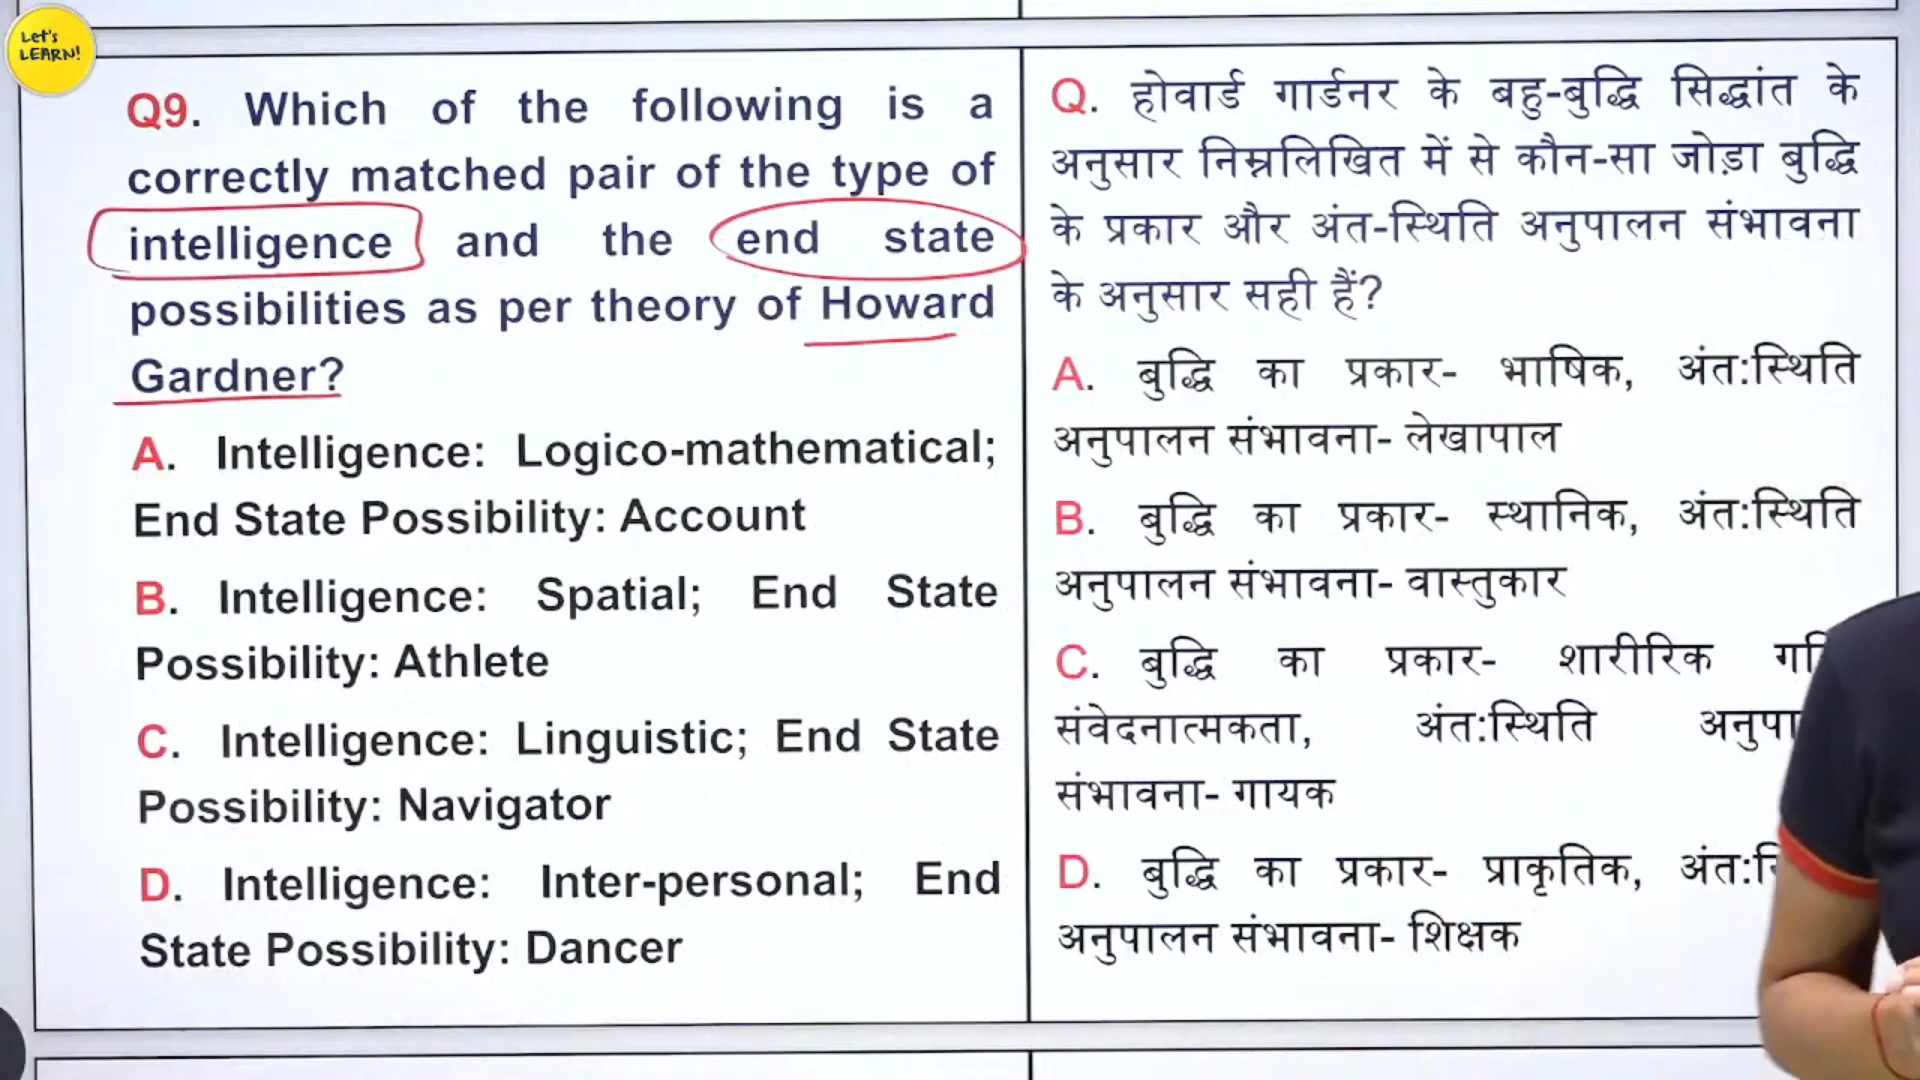 Let's
LEARN!
Q9. Which of the following is a
correctly matched pair of the type of
intelligence and the end state
possibilities as per theory of Howard
Gardner?
A. Intelligence: Logico-mathematical;
End State Possibility: Account
B. Intelligence: Spatial; End State
Possibility: Athlete
C. Intelligence: Linguistic; End State
Possibility: Navigator
D. Intelligence: Inter-personal; End
State Possibility: Dancer
Q. होवार्ड गार्डनर के बहु-बुद्धि सिद्धांत के
अनुसार निम्नलिखित में से कौन-सा जोड़ा बुद्धि
के प्रकार और अंत-स्थिति अनुपालन संभावना
के अनुसार सही हैं?
A. बुद्धि का प्रकार- भाषिक, अंत:स्थिति
अनुपालन संभावना- लेखापाल
B. बुद्धि का प्रकार- स्थानिक, अंत:स्थिति
अनुपालन संभावना- वास्तुकार
C. बुद्धि का प्रकार- शारीरिक
संवेदनात्मकता, अंत:स्थिति
संभावना- गायक
D. बुद्धि का प्रकार- प्राकृतिक,
अनुपालन संभावना- शिक्षक